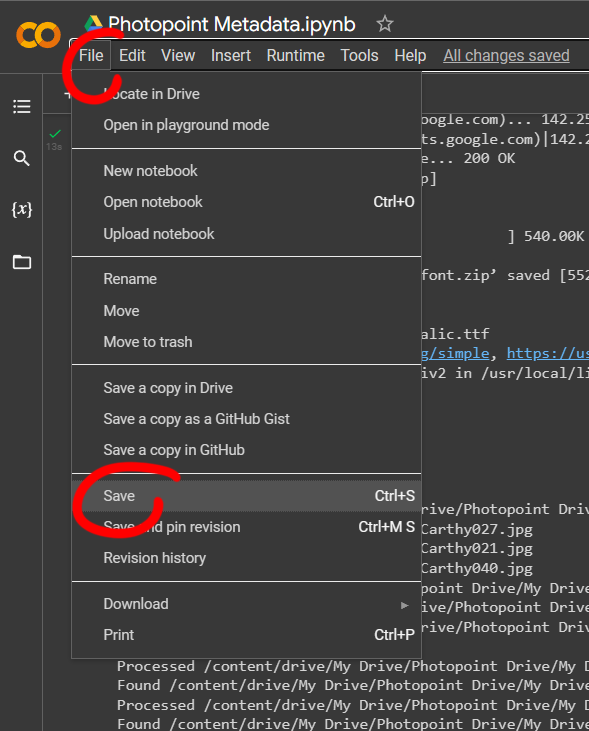 Photopoint Metadata.ipynb
File Edit View Insert Runtime Tools Help All changes saved
Locate in Drive
Open in playground mode
oogle.com)... 142.25
ts.google.com)|142.2
e... 200 OK
p]
13s
New notebook
Open notebook Ctrl+O
{x}
Upload notebook
] 540.00K
Rename
font.zip’ saved [552
Move
Move to trash
alic.ttf
g/simple, https://us
iv2 in /usr/local/li
Save a copy in Drive
Save a copy as a GitHub Gist
Save a copy in GitHub
Save Ctrl+S
rive/Photopoint Driv
Save and pin revision Ctrl+M S
Carthy027.jpg
Carthy021.jpg
Revision history
Carthy040.jpg
point Drive/My Drive
Download
ive/Photopoint Drive
rive/Photopoint Driv
Print Ctrl+P
Processed /content/drive/My Drive/Photopoint Drive/My D
Found /content/drive/My Drive/Photopoint Drive/My Drive
Processed /content/drive/My Drive/Photopoint Drive/My D
Found /content/drive/My Drive/Photopoint Drive/My Drive